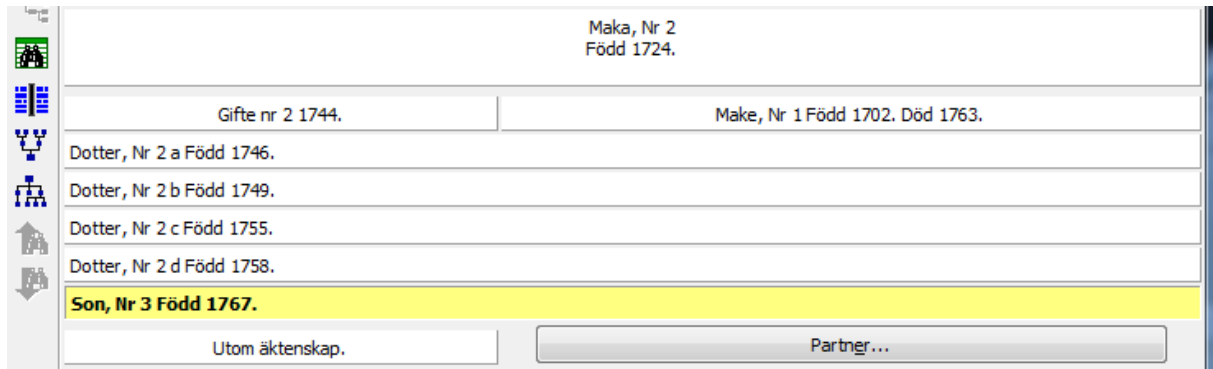 Maka, Nr 2
Född 1724.
Gifte nr 2 1744.
Make, Nr 1 Född 1702. Död 1763.
Dotter, Nr 2 a Född 1746.
Dotter, Nr 2 b Född 1749.
Dotter, Nr 2 c Född 1755.
Dotter, Nr 2 d Född 1758.
Son, Nr 3 Född 1767.
Utom äktenskap.
Partner...